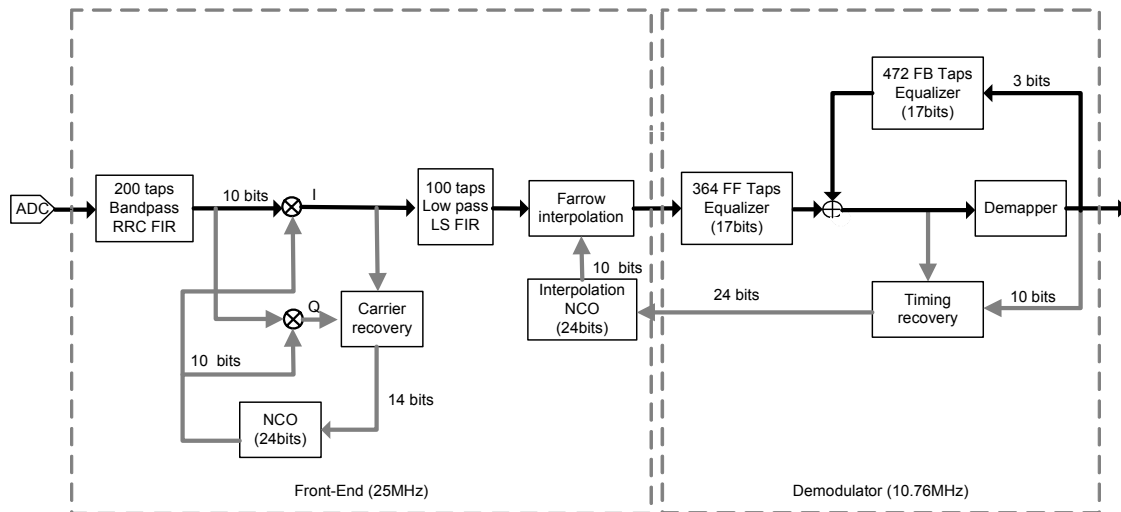 472 FB Taps
Equalizer
(17bits)
3 bits
ADC
200 taps
Bandpass
RRC FIR
10 bits
I
100 taps
Low pass
LS FIR
Farrow
interpolation
364 FF Taps
Equalizer
(17bits)
Demapper
10 bits
Interpolation
NCO
(24bits)
24 bits
Timing
recovery
10 bits
Q
Carrier
recovery
10 bits
14 bits
NCO
(24bits)
Front-End (25MHz)
Demodulator (10.76MHz)